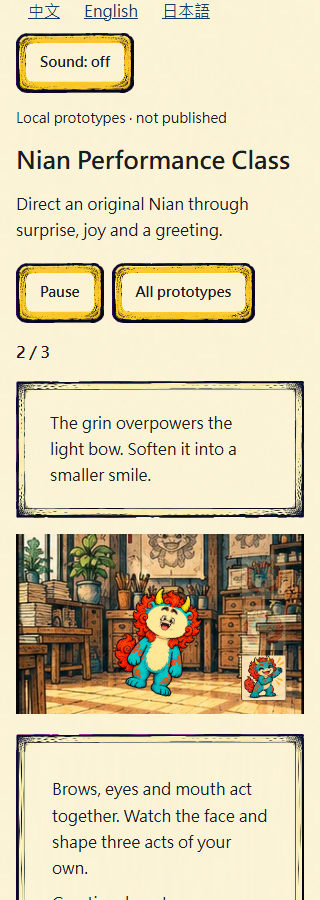 中文 English 日本語
Sound: off
Local prototypes · not published
Nian Performance Class
Direct an original Nian through
surprise, joy and a greeting.
Pause All prototypes
2 / 3
The grin overpowers the
light bow. Soften it into a
smaller smile.
Brows, eyes and mouth act
together. Watch the face and
shape three acts of your
own.